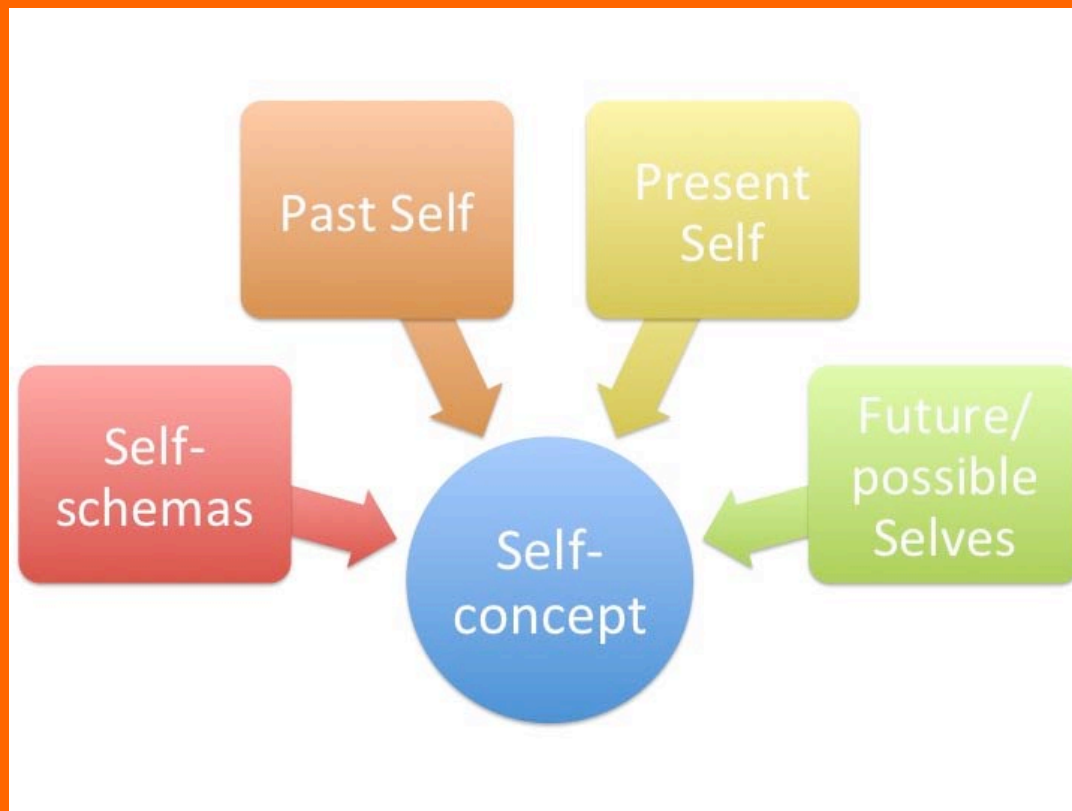 Past Self
Present
Self
Self-
schemas
Future/
possible
Selves
Self-
concept